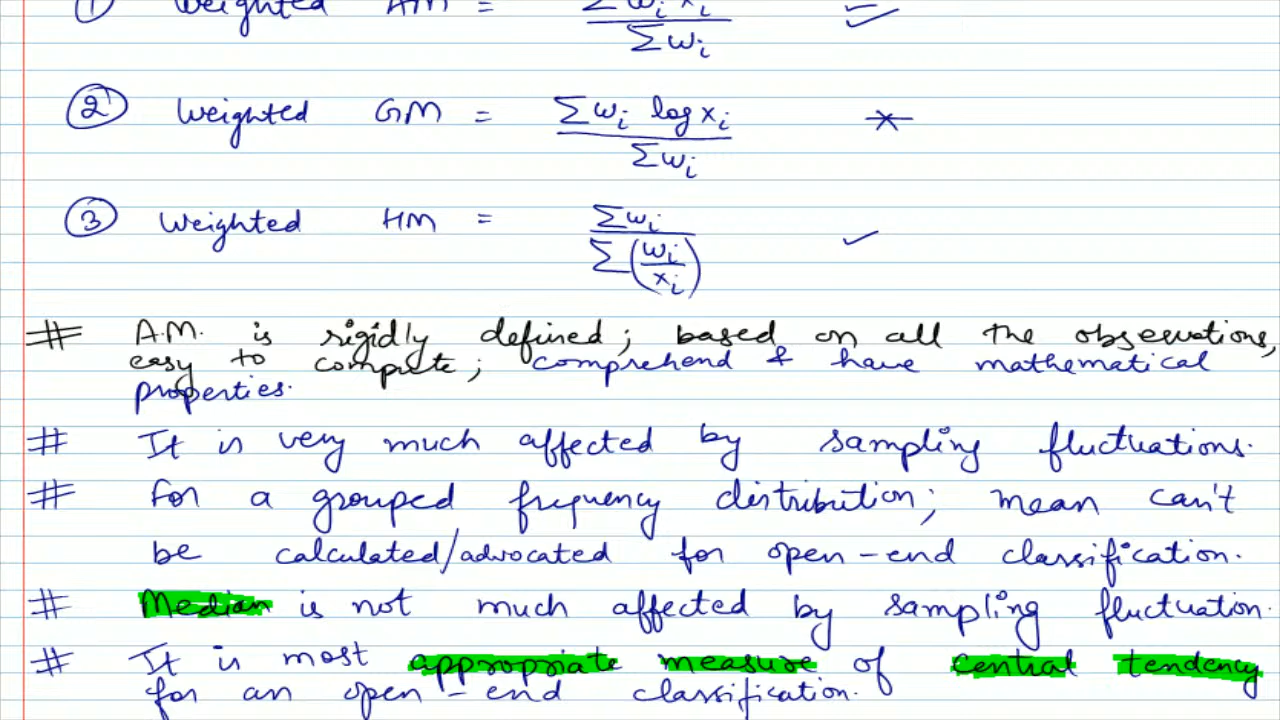 ① Weighted AM = Σwᵢxᵢ / Σwᵢ
② Weighted GM = Σwᵢ log xᵢ / Σwᵢ
③ Weighted HM = Σwᵢ / Σ(wᵢ/xᵢ)
# A.M. is rigidly defined; based on all the observations,
easy to compute; comprehend & have mathematical
properties.
# It is very much affected by sampling fluctuations.
# For a grouped frequency distribution; mean can't
be calculated/advocated for open-end classification.
# Median is not much affected by sampling fluctuation.
# It is most appropriate measure of central tendency
for an open-end classification.